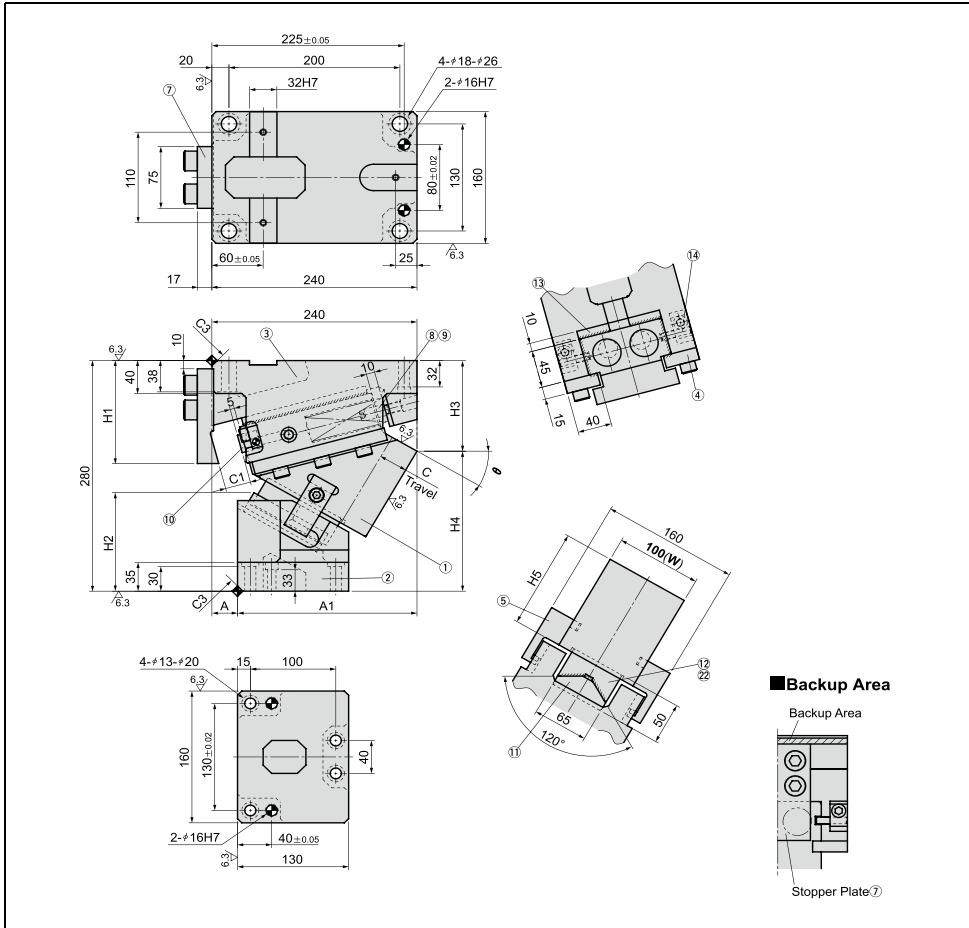 225±0.05
20
200
4-φ18-φ26
6.3
32H7
2-φ16H7
⑦
110
75
80±0.02
130
160
60±0.05
25
6.3
17
240
240
C3
③
⑧⑨
6.3
10
40
38
10
32
H1
5
H3
6.3
θ
C
Travel
6.3
280
C1
⑩
H2
H4
①
35
30
33
②
6.3
C3
A
A1
⑬
⑭
10
45
15
40
④
160
100(W)
H5
⑤
⑫
㉒
65
50
120°
⑪
4-φ13-φ20
15
100
6.3
160
130±0.02
40
2-φ16H7
40±0.05
6.3
130
■Backup Area
Backup Area
Stopper Plate⑦